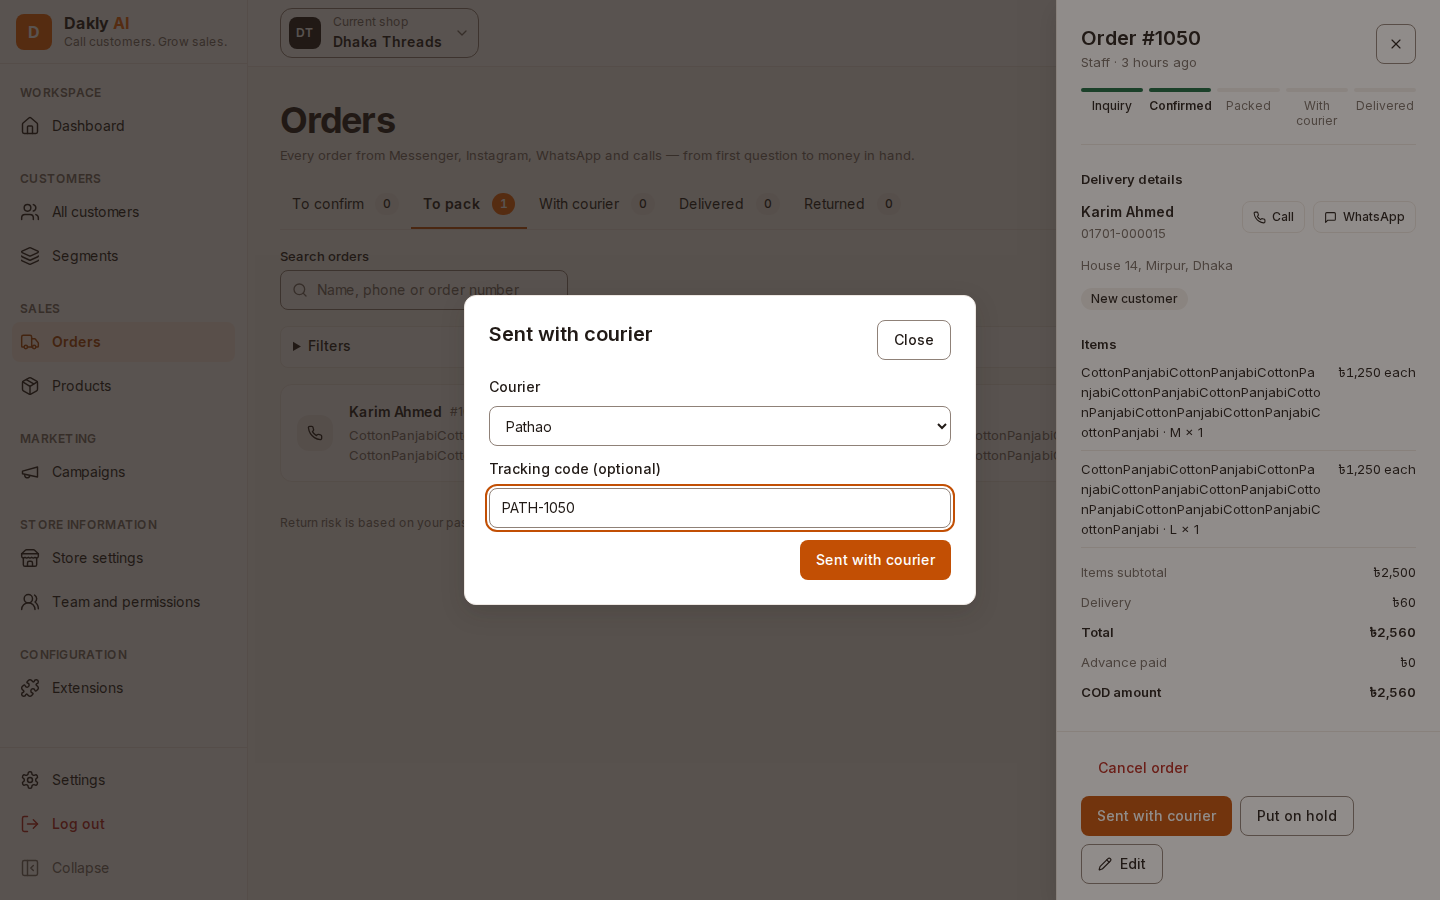 D
Dakly AI
Call customers. Grow sales.
WORKSPACE
Dashboard
CUSTOMERS
All customers
Segments
SALES
Orders
Products
MARKETING
Campaigns
STORE INFORMATION
Store settings
Team and permissions
CONFIGURATION
Extensions
Settings
Log out
Collapse
DT
Current shop
Dhaka Threads
Orders
Every order from Messenger, Instagram, WhatsApp and calls — from first question to money in hand.
To confirm 0 To pack 1 With courier 0 Delivered 0 Returned 0
Search orders
Name, phone or order number
Filters
Karim Ahmed
Return risk is based on your
Sent with courier
Close
Courier
Pathao
Tracking code (optional)
PATH-1050
Sent with courier
Order #1050
Staff · 3 hours ago
Inquiry Confirmed Packed With courier Delivered
Delivery details
Karim Ahmed
01701-000015
Call
WhatsApp
House 14, Mirpur, Dhaka
New customer
Items
CottonPanjabiCottonPanjabiCottonPa ৳1,250 each
njabiCottonPanjabiCottonPanjabiCotto
nPanjabiCottonPanjabiCottonPanjabiC
ottonPanjabi · M × 1
CottonPanjabiCottonPanjabiCottonPa ৳1,250 each
njabiCottonPanjabiCottonPanjabiCotto
nPanjabiCottonPanjabiCottonPanjabiC
ottonPanjabi · L × 1
Items subtotal ৳2,500
Delivery ৳60
Total ৳2,560
Advance paid ৳0
COD amount ৳2,560
Cancel order
Sent with courier
Put on hold
Edit